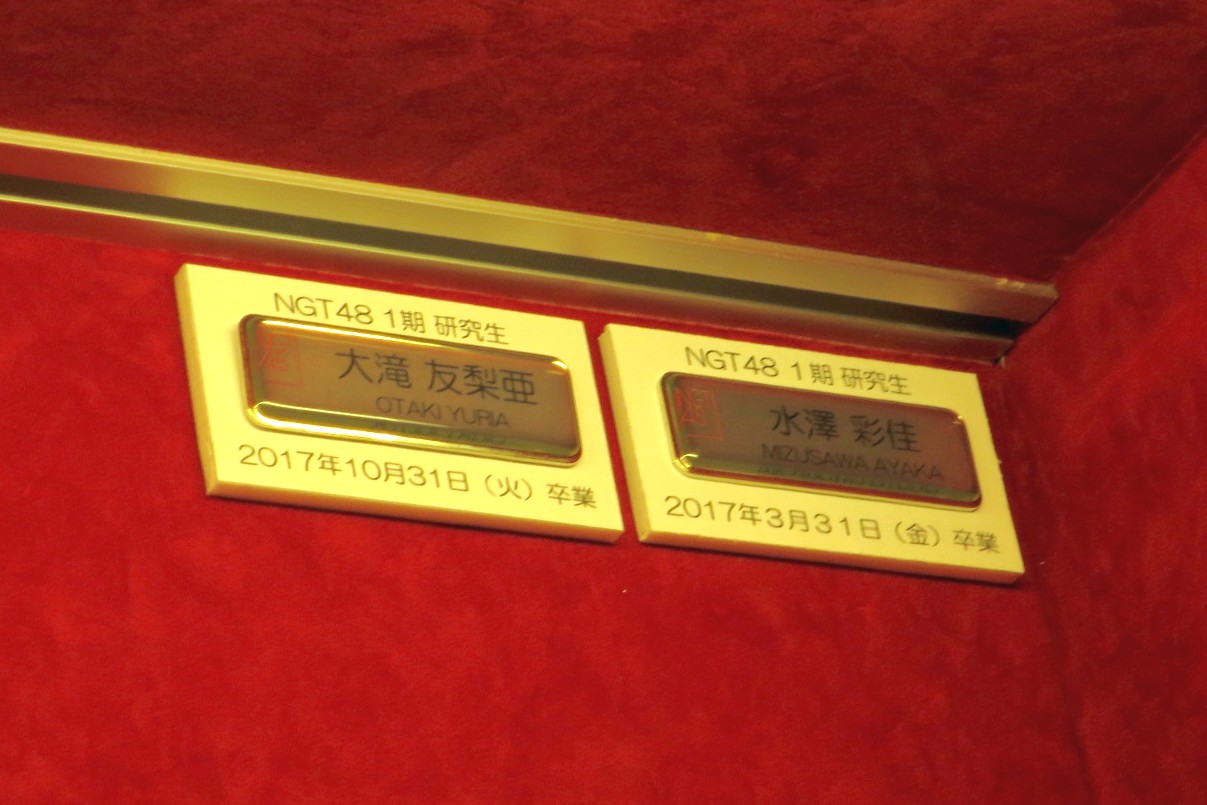 NGT48 1期 研究生
大滝 友梨亜
OTAKI YURIA
2017年10月31日（火）卒業
NGT48 1期 研究生
水澤 彩佳
MIZUSAWA AYAKA
2017年3月31日（金）卒業